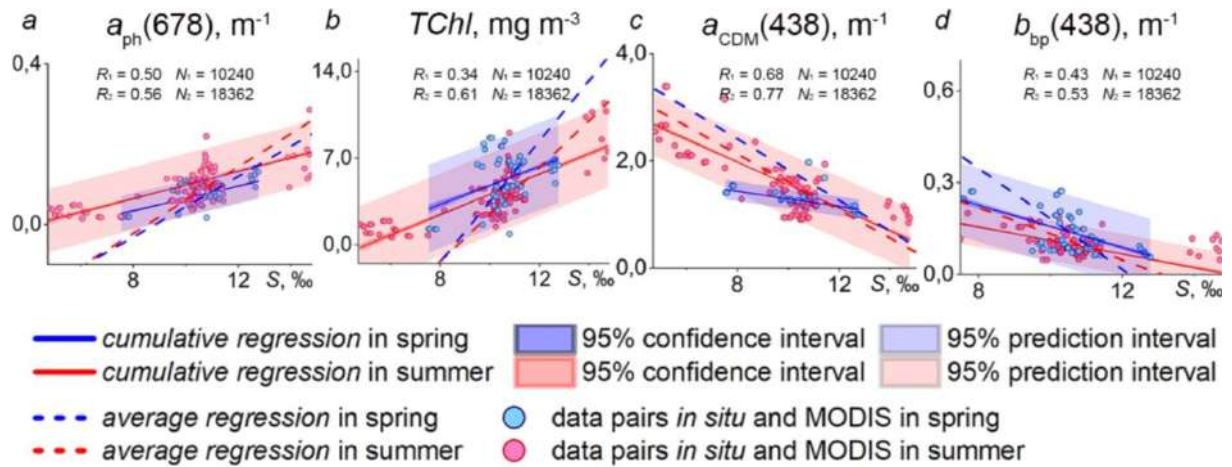 a a_ph(678), m⁻¹
b TChl, mg m⁻³
c a_CDM(438), m⁻¹
d b_bp(438), m⁻¹
R₁ = 0.50 N₁ = 10240
R₂ = 0.56 N₂ = 18362
0,4
0,0
8 12 S, ‰
R₁ = 0.34 N₁ = 10240
R₂ = 0.61 N₂ = 18362
14,0
7,0
0,0
8 12 S, ‰
R₁ = 0.68 N₁ = 10240
R₂ = 0.77 N₂ = 18362
4,0
2,0
0,0
8 12 S, ‰
R₁ = 0.43 N₁ = 10240
R₂ = 0.53 N₂ = 18362
0,6
0,3
0,0
8 12 S, ‰
cumulative regression in spring
95% confidence interval
95% prediction interval
cumulative regression in summer
95% confidence interval
95% prediction interval
average regression in spring
data pairs in situ and MODIS in spring
average regression in summer
data pairs in situ and MODIS in summer